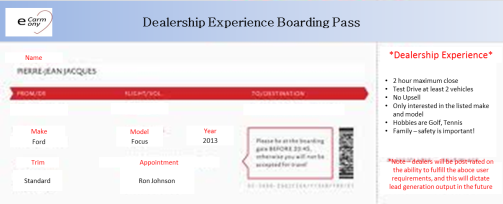 e Carm
ony
Dealership Experience Boarding Pass
Name
PIERRE-JEAN JACQUES
FROM/DE
FLIGHT/VOL
TO/DESTINATION
Make
Model
Year
Ford
Focus
2013
Trim
Appointment
Standard
Ron Johnson
Please be at the boarding
gate BEFORE 20:45,
otherwise you will not be
accepted for travel
*Dealership Experience*
• 2 hour maximum close
• Test Drive at least 2 vehicles
• No Upsell
• Only interested in the listed make
and model
• Hobbies are Golf, Tennis
• Family – safety is important!
*Note – dealers will be post-rated on
the ability to fulfill the above user
requirements, and this will dictate
lead generation output in the future